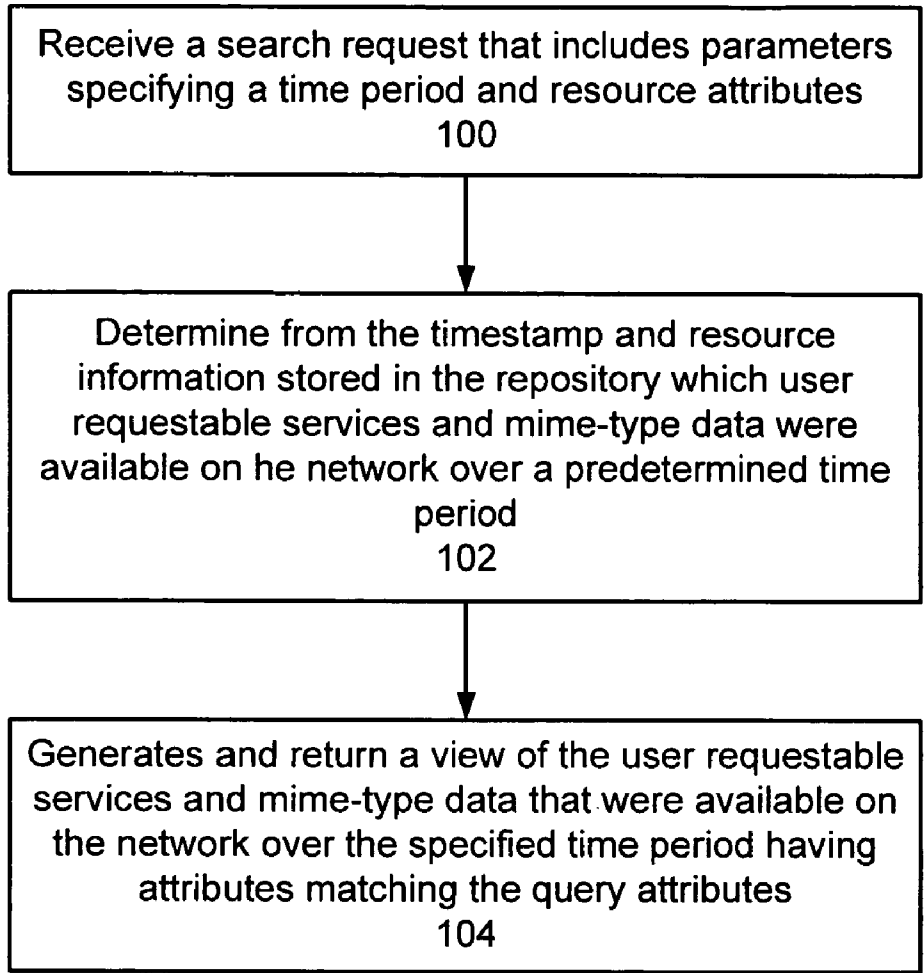 Receive a search request that includes parameters
specifying a time period and resource attributes
100
Determine from the timestamp and resource
information stored in the repository which user
requestable services and mime-type data were
available on he network over a predetermined time
period
102
Generates and return a view of the user requestable
services and mime-type data that were available on
the network over the specified time period having
attributes matching the query attributes
104